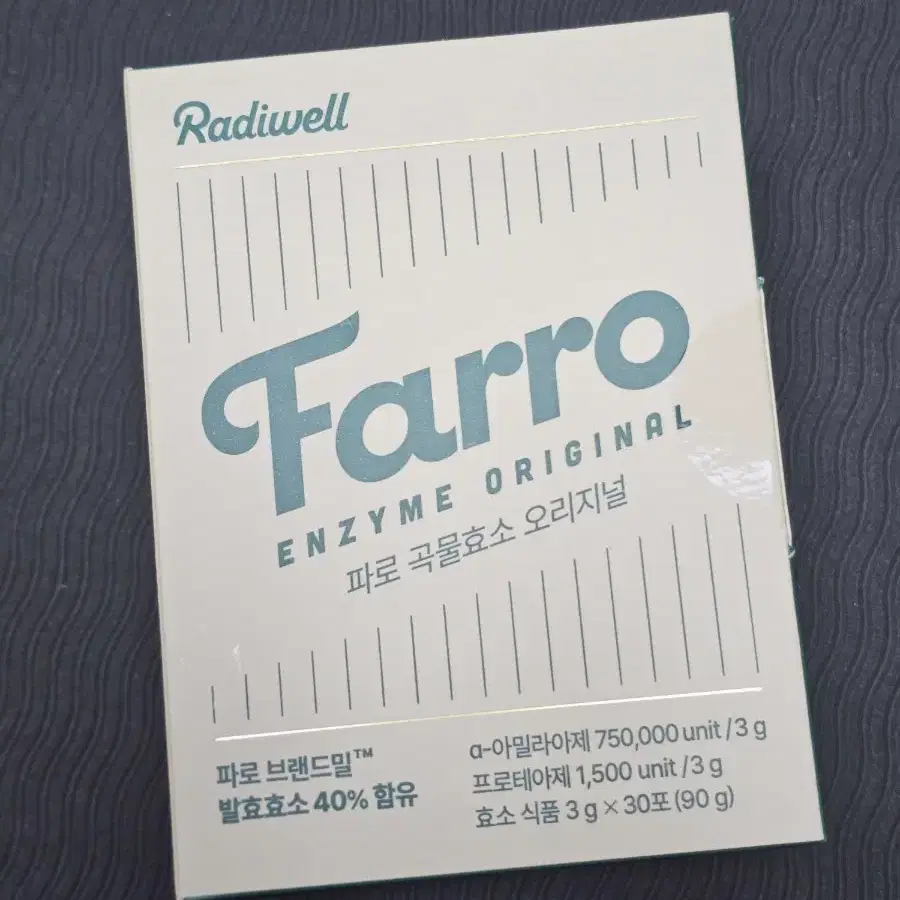 Radiwell
Farro
ENZYME ORIGINAL
파로 곡물효소 오리지널
파로 브랜드밀™
발효효소 40% 함유
α-아밀라아제 750,000 unit / 3 g
프로테아제 1,500 unit / 3 g
효소 식품 3 g × 30포 (90 g)